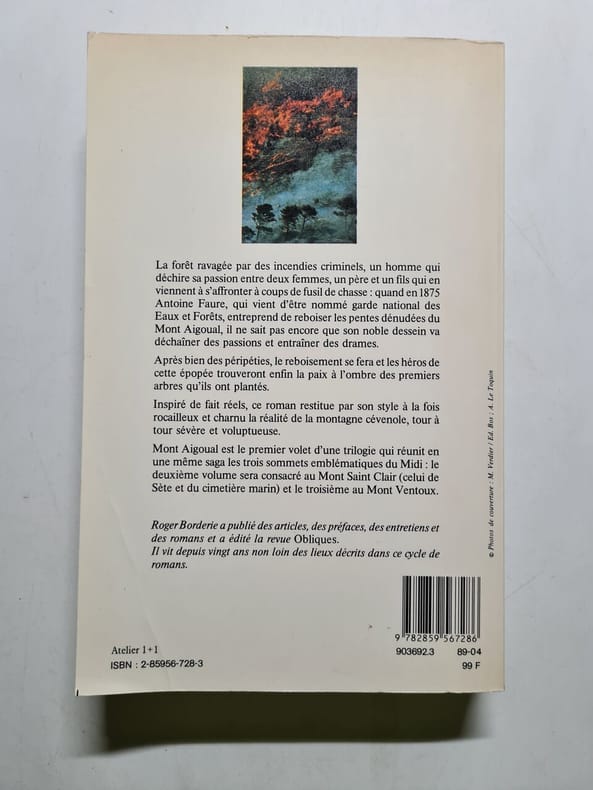 La forêt ravagée par des incendies criminels, un homme qui
déchire sa passion entre deux femmes, un père et un fils qui en
viennent à s'affronter à coups de fusil de chasse : quand en 1875
Antoine Faure, qui vient d'être nommé garde national des
Eaux et Forêts, entreprend de reboiser les pentes dénudées du
Mont Aigoual, il ne sait pas encore que son noble dessein va
déchaîner des passions et entraîner des drames.
Après bien des péripéties, le reboisement se fera et les héros de
cette épopée trouveront enfin la paix à l'ombre des premiers
arbres qu'ils ont plantés.
Inspiré de fait réels, ce roman restitue par son style à la fois
rocailleux et charnu la réalité de la montagne cévenole, tour à
tour sévère et voluptueuse.
Mont Aigoual est le premier volet d'une trilogie qui réunit en
une même saga les trois sommets emblématiques du Midi : le
deuxième volume sera consacré au Mont Saint Clair (celui de
Sète et du cimetière marin) et le troisième au Mont Ventoux.
Roger Borderie a publié des articles, des préfaces, des entretiens et
des romans et a édité la revue Obliques.
Il vit depuis vingt ans non loin des lieux décrits dans ce cycle de
romans.
© Photos de couverture : M. Verdier / Ed. Bos ; A. Le Toquin
9 782859 567286
Atelier 1 + 1
903692.3 89-04
ISBN : 2-85956-728-3
99 F